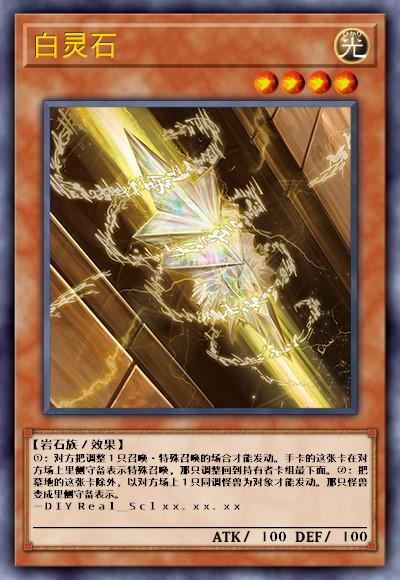 白灵石
ひかり
光
【岩石族 / 效果】
①：对方把调整１只召唤・特殊召唤的场合才能发动。手卡的这张卡在对
方场上里侧守备表示特殊召唤，那只调整回到持有者卡组最下面。②：把
墓地的这张卡除外，以对方场上１只同调怪兽为对象才能发动。那只怪兽
变成里侧守备表示。
－ＤＩＹ Ｒｅａｌ＿Ｓｃｌ ｘｘ．ｘｘ．ｘｘ
ATK / 100 DEF / 100